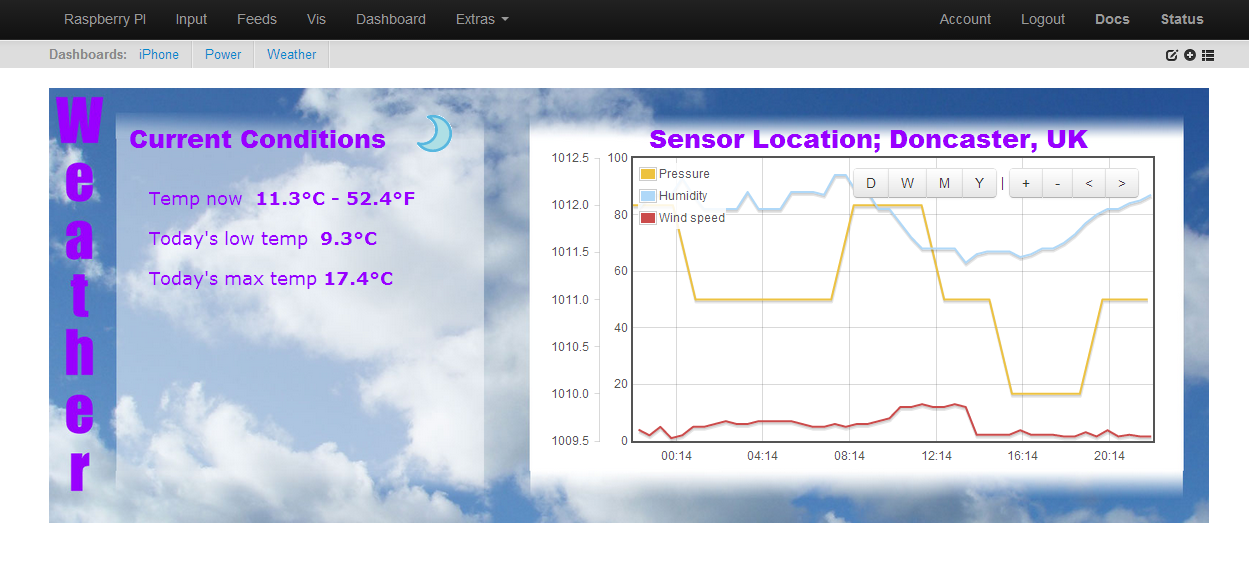 Raspberry PI Input Feeds Vis Dashboard Extras Account Logout Docs Status
Dashboards: iPhone Power Weather
Weather
Current Conditions
Temp now 11.3°C - 52.4°F
Today's low temp 9.3°C
Today's max temp 17.4°C
Sensor Location; Doncaster, UK
1012.5
1012.0
1011.5
1011.0
1010.5
1010.0
1009.5
100
80
60
40
20
0
Pressure
Humidity
Wind speed
D W M Y | + - < >
00:14 04:14 08:14 12:14 16:14 20:14